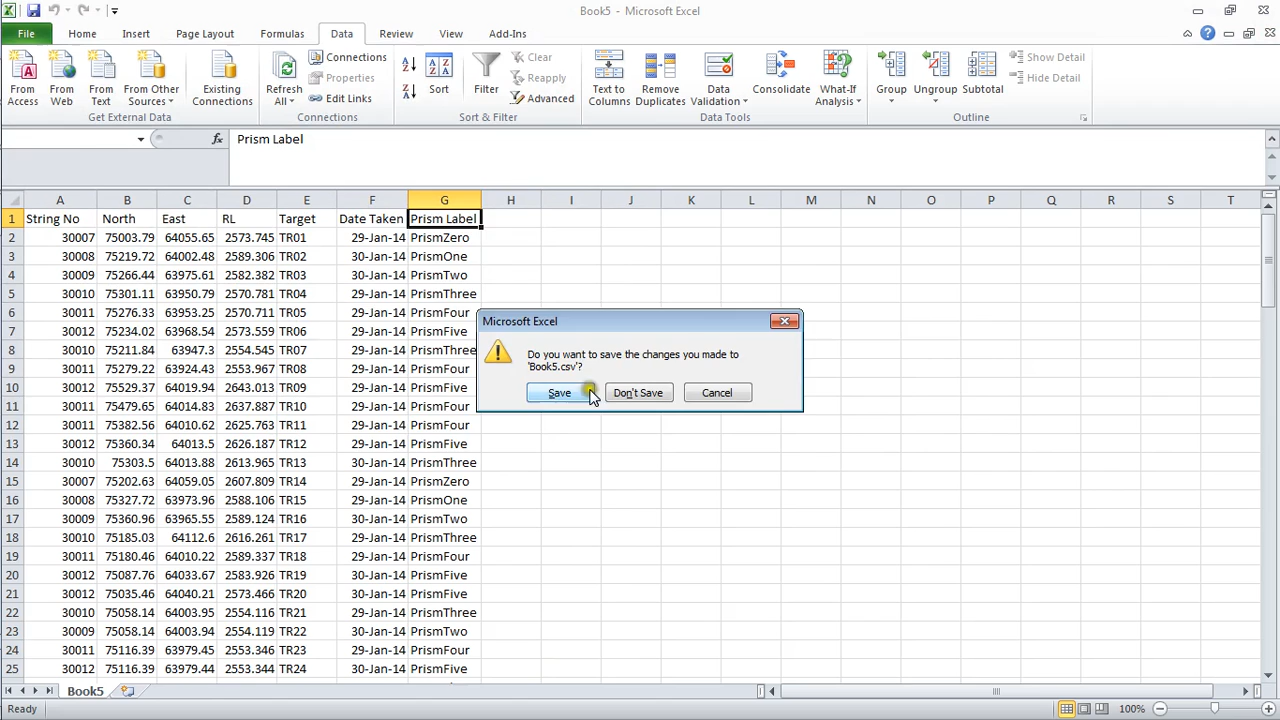 Book5 - Microsoft Excel
File Home Insert Page Layout Formulas Data Review View Add-Ins
From Access
From Web
From Text
From Other Sources
Existing Connections
Get External Data
Refresh All
Connections
Properties
Edit Links
Connections
Sort
Filter
Clear
Reapply
Advanced
Sort & Filter
Text to Columns
Remove Duplicates
Data Validation
Consolidate
What-If Analysis
Data Tools
Group
Ungroup
Subtotal
Show Detail
Hide Detail
Outline
fx Prism Label
A B C D E F G H I J K L M N O P Q R S T
1 String No North East RL Target Date Taken Prism Label
2 30007 75003.79 64055.65 2573.745 TR01 29-Jan-14 PrismZero
3 30008 75219.72 64002.48 2589.306 TR02 30-Jan-14 PrismOne
4 30009 75266.44 63975.61 2582.382 TR03 30-Jan-14 PrismTwo
5 30010 75301.11 63950.79 2570.781 TR04 29-Jan-14 PrismThree
6 30011 75276.33 63953.25 2570.711 TR05 29-Jan-14 PrismFour
7 30012 75234.02 63968.54 2573.559 TR06 29-Jan-14 PrismFive
8 30010 75211.84 63947.3 2554.545 TR07 29-Jan-14 PrismThree
9 30011 75279.22 63924.43 2553.967 TR08 29-Jan-14 PrismFour
10 30012 75529.37 64019.94 2643.013 TR09 29-Jan-14 PrismFive
11 30011 75479.65 64014.83 2637.887 TR10 29-Jan-14 PrismFour
12 30011 75382.56 64010.62 2625.763 TR11 29-Jan-14 PrismFour
13 30012 75360.34 64013.5 2626.187 TR12 29-Jan-14 PrismFive
14 30010 75303.5 64013.88 2613.965 TR13 30-Jan-14 PrismThree
15 30007 75202.63 64059.05 2607.809 TR14 29-Jan-14 PrismZero
16 30008 75327.72 63973.96 2588.106 TR15 29-Jan-14 PrismOne
17 30009 75360.96 63965.55 2589.124 TR16 30-Jan-14 PrismTwo
18 30010 75185.03 64112.6 2616.261 TR17 29-Jan-14 PrismThree
19 30011 75180.46 64010.22 2589.337 TR18 30-Jan-14 PrismFour
20 30012 75087.76 64033.67 2583.926 TR19 30-Jan-14 PrismFive
21 30012 75035.46 64040.21 2573.466 TR20 30-Jan-14 PrismFive
22 30010 75058.14 64003.95 2554.116 TR21 29-Jan-14 PrismThree
23 30009 75058.14 64003.94 2554.119 TR22 30-Jan-14 PrismTwo
24 30011 75116.39 63979.45 2553.346 TR23 29-Jan-14 PrismFour
25 30012 75116.39 63979.44 2553.344 TR24 30-Jan-14 PrismFive
Microsoft Excel
Do you want to save the changes you made to
'Book5.csv'?
Save Don't Save Cancel
Book5
Ready 100%